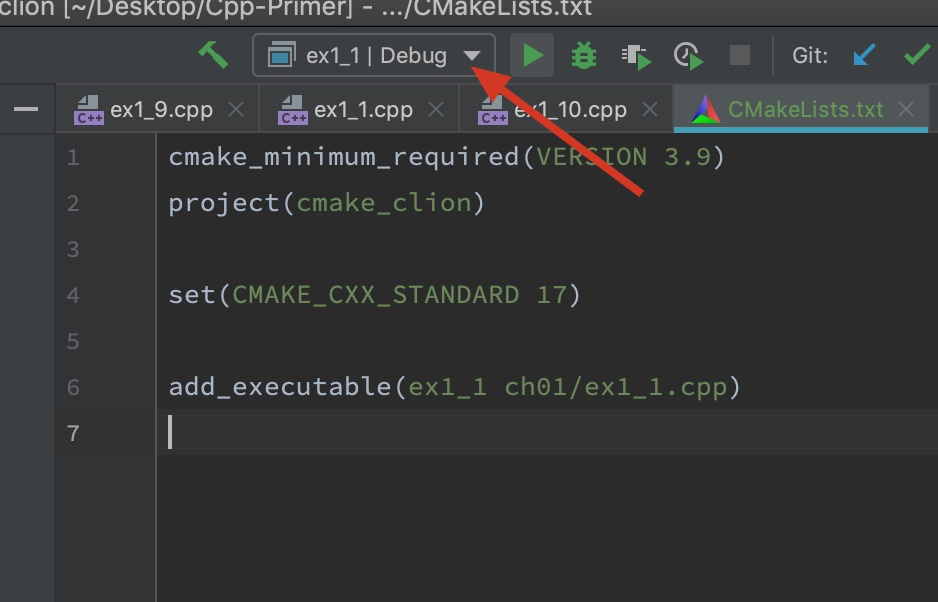 clion [~/Desktop/Cpp-Primer] - .../CMakeLists.txt
ex1_1 | Debug Git:
C++ ex1_9.cpp C++ ex1_1.cpp C++ ex1_10.cpp CMakeLists.txt
1 cmake_minimum_required(VERSION 3.9)
2 project(cmake_clion)
3
4 set(CMAKE_CXX_STANDARD 17)
5
6 add_executable(ex1_1 ch01/ex1_1.cpp)
7